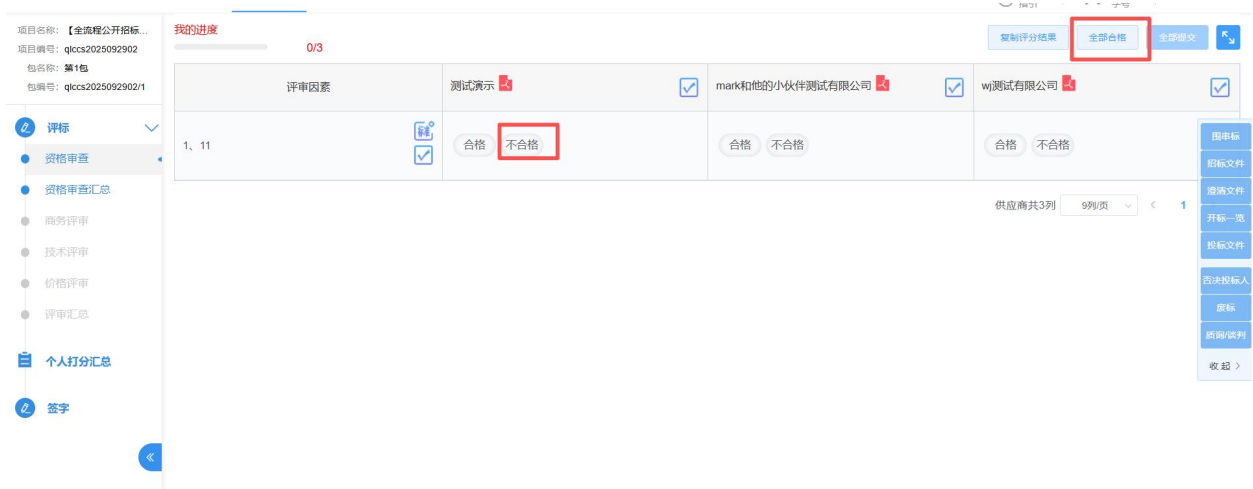 指引
字号
项目名称：【全流程公开招标...
项目编号：qlccs2025092902
包名称：第1包
包编号：qlccs2025092902/1
评标
资格审查
资格审查汇总
商务评审
技术评审
价格评审
评审汇总
个人打分汇总
签字
我的进度
0/3
复制评分结果
全部合格
全部提交
评审因素
测试演示
mark和他的小伙伴测试有限公司
wj测试有限公司
1、11
标准
合格 不合格
合格 不合格
合格 不合格
供应商共3列 9列/页 1
围串标
招标文件
澄清文件
开标一览
投标文件
否决投标人
废标
质询/谈判
收起